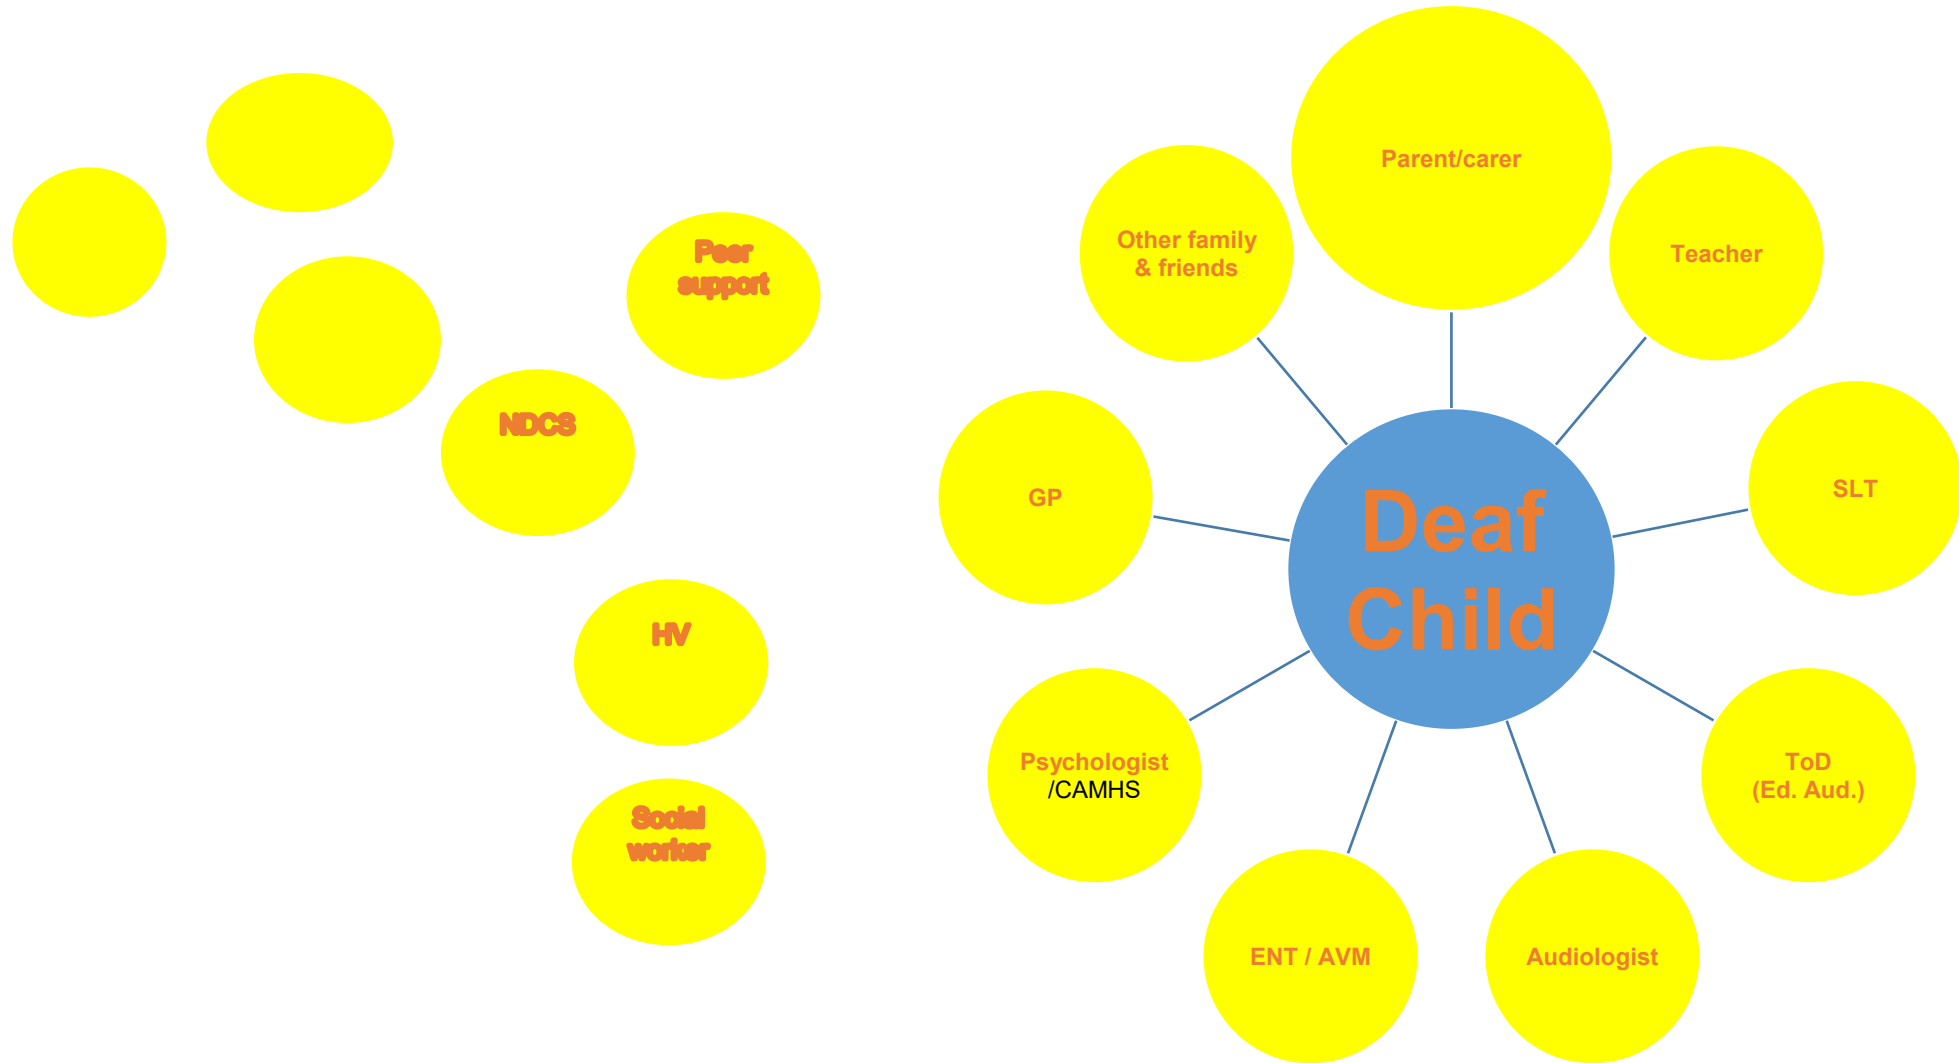 Peer
support
NDCS
HV
Social
worker
Parent/carer
Other family
& friends
Teacher
GP
SLT
Deaf
Child
Psychologist
/CAMHS
ToD
(Ed. Aud.)
ENT / AVM
Audiologist